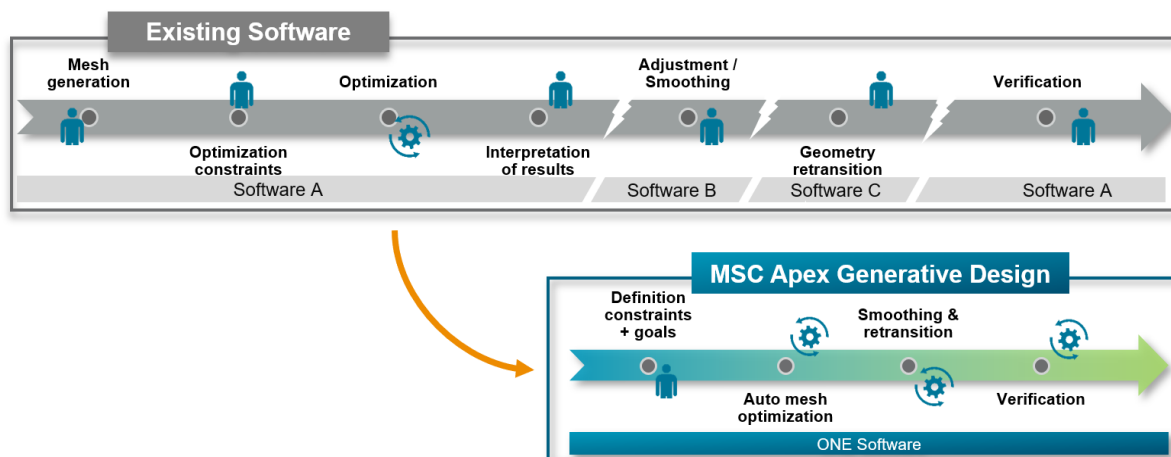 Existing Software
Mesh
generation
Optimization
Adjustment /
Smoothing
Verification
Optimization
constraints
Interpretation
of results
Geometry
retransition
Software A
Software B
Software C
Software A
MSC Apex Generative Design
Definition
constraints
+ goals
Smoothing &
retransition
Auto mesh
optimization
Verification
ONE Software